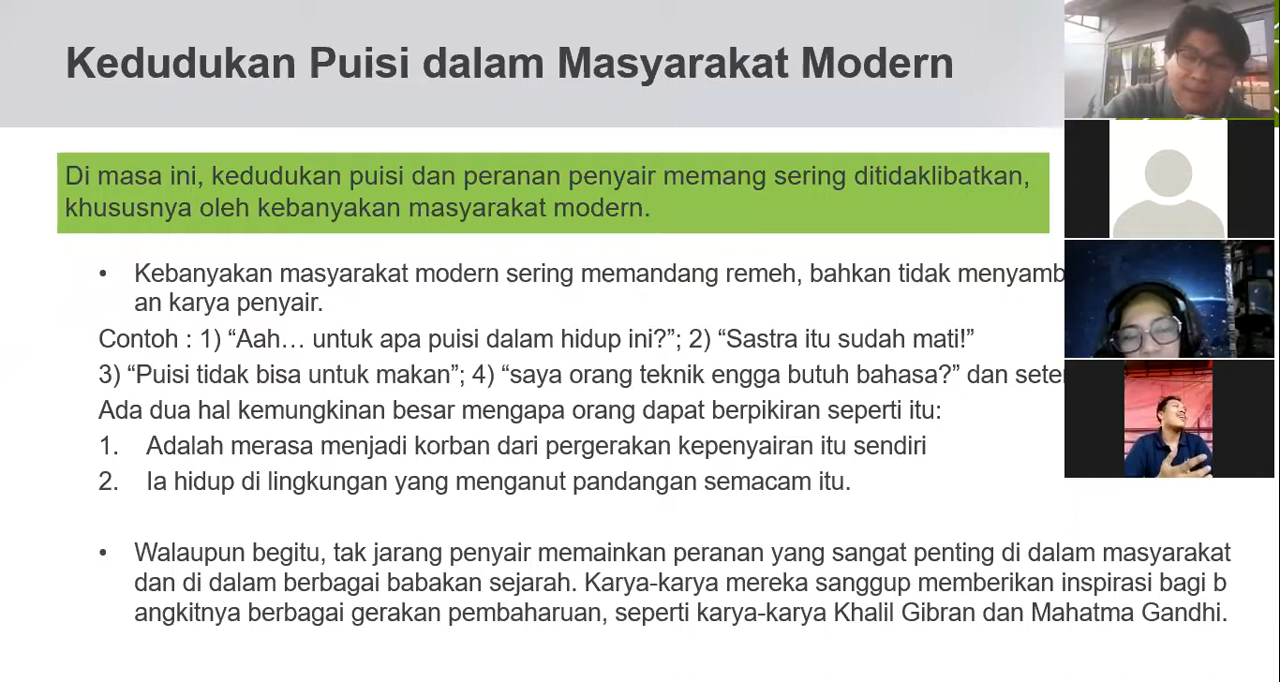 Kedudukan Puisi dalam Masyarakat Modern
Di masa ini, kedudukan puisi dan peranan penyair memang sering ditidaklibatkan,
khususnya oleh kebanyakan masyarakat modern.
• Kebanyakan masyarakat modern sering memandang remeh, bahkan tidak menyamb
an karya penyair.
Contoh : 1) “Aah… untuk apa puisi dalam hidup ini?”; 2) “Sastra itu sudah mati!”
3) “Puisi tidak bisa untuk makan”; 4) “saya orang teknik engga butuh bahasa?” dan sete
Ada dua hal kemungkinan besar mengapa orang dapat berpikiran seperti itu:
1. Adalah merasa menjadi korban dari pergerakan kepenyairan itu sendiri
2. Ia hidup di lingkungan yang menganut pandangan semacam itu.
• Walaupun begitu, tak jarang penyair memainkan peranan yang sangat penting di dalam masyarakat
dan di dalam berbagai babakan sejarah. Karya-karya mereka sanggup memberikan inspirasi bagi b
angkitnya berbagai gerakan pembaharuan, seperti karya-karya Khalil Gibran dan Mahatma Gandhi.